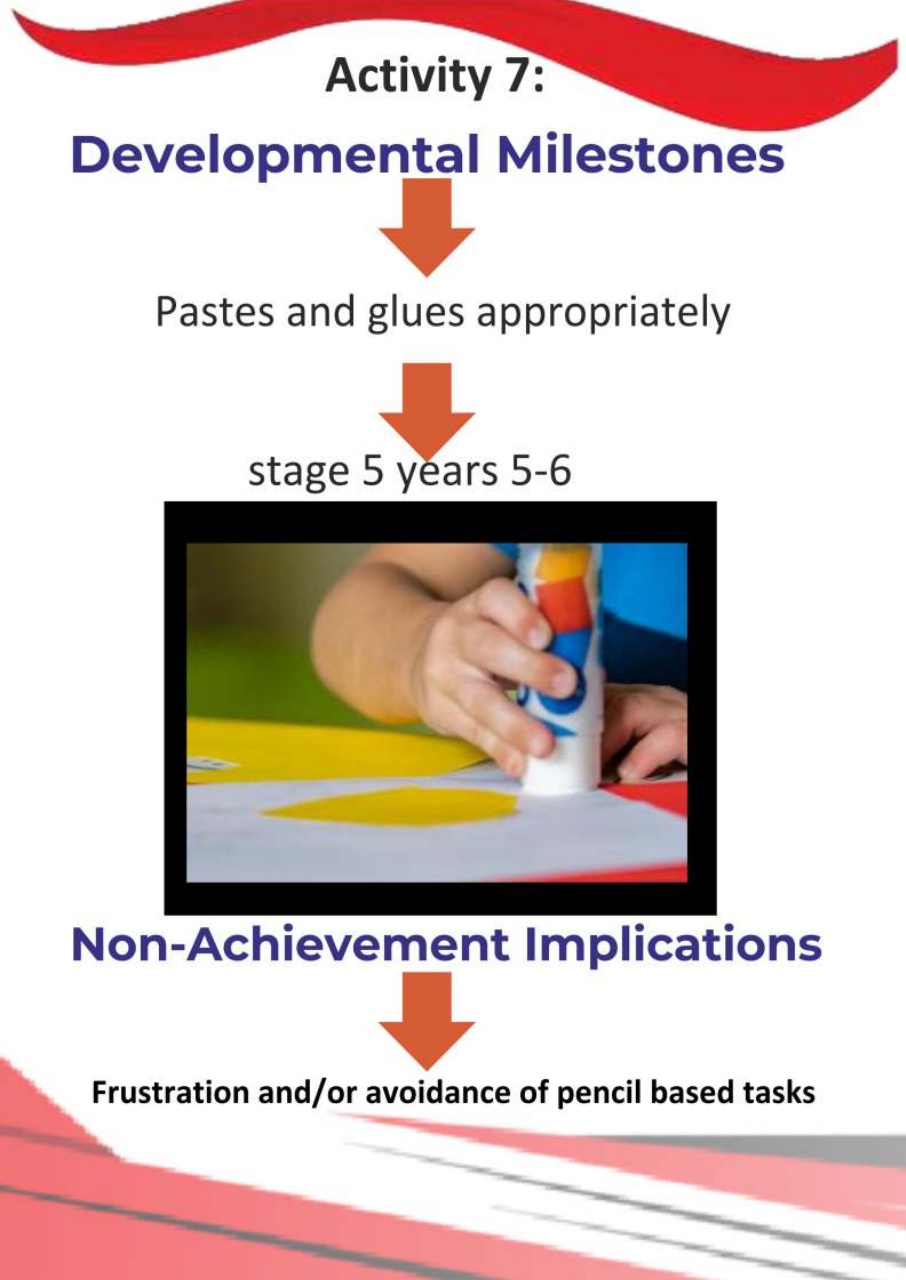 Activity 7:
Developmental Milestones
Pastes and glues appropriately
stage 5 years 5-6
Non-Achievement Implications
Frustration and/or avoidance of pencil based tasks